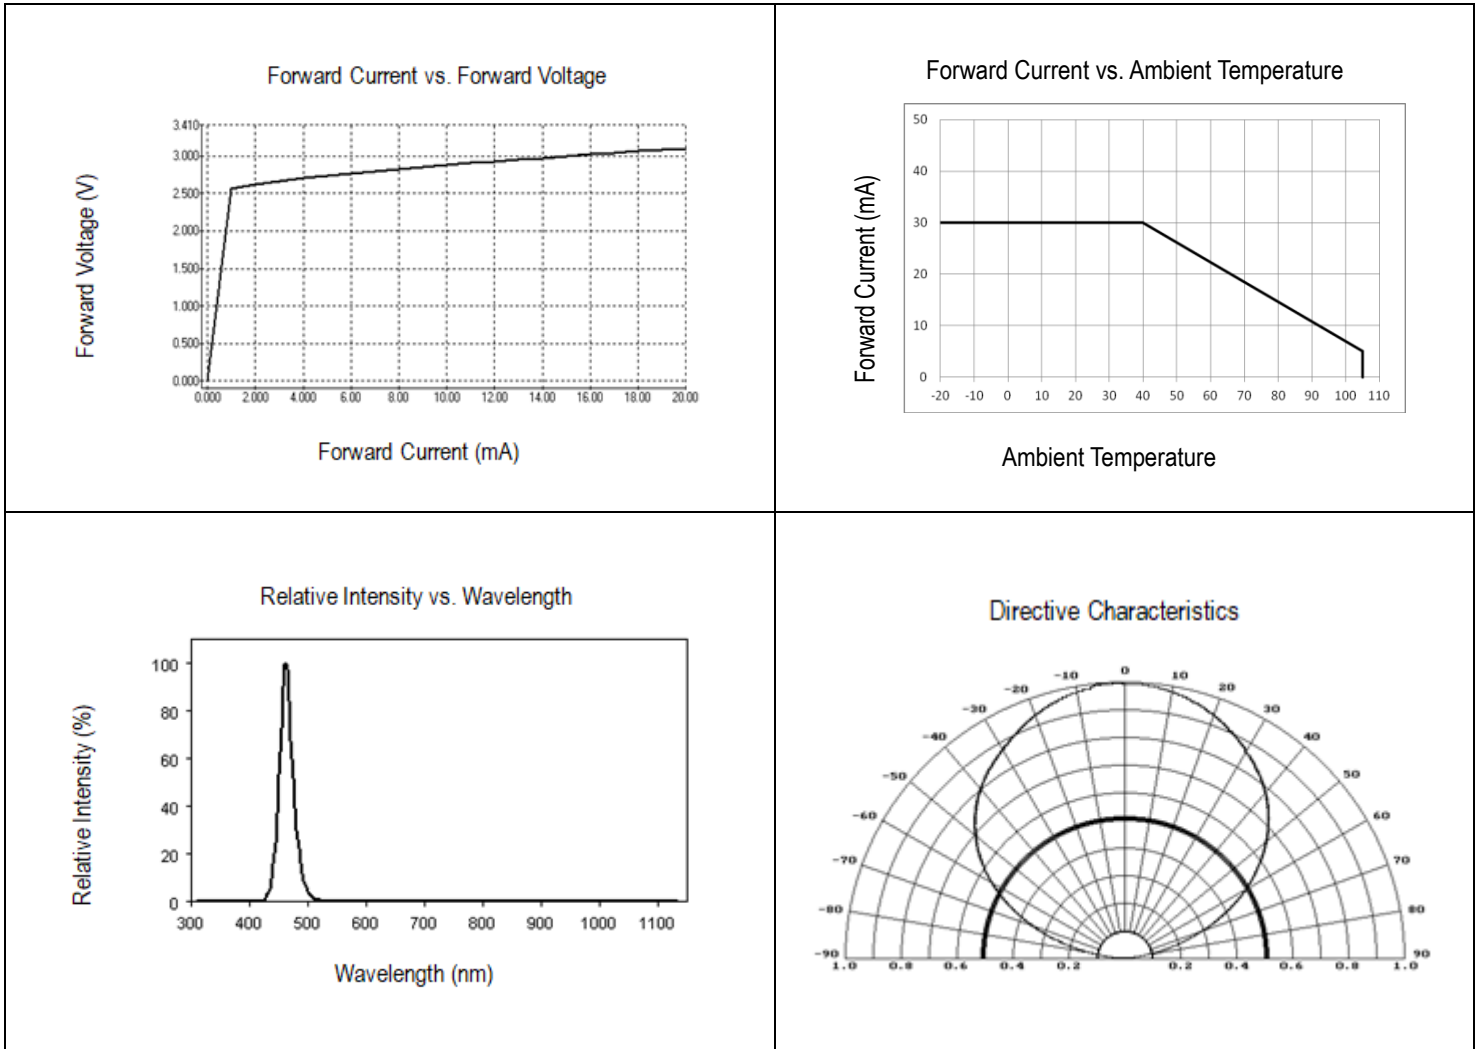 Forward Current vs. Forward Voltage
Forward Voltage (V)
3.410
3.000
2.500
2.000
1.500
1.000
0.500
0.000
0.000 2.000 4.000 6.00 8.00 10.00 12.00 14.00 16.00 18.00 20.00
Forward Current (mA)
Forward Current vs. Ambient Temperature
Forward Current (mA)
50
40
30
20
10
0
-20 -10 0 10 20 30 40 50 60 70 80 90 100 110
Ambient Temperature
Relative Intensity vs. Wavelength
Relative Intensity (%)
100
80
60
40
20
0
300 400 500 600 700 800 900 1000 1100
Wavelength (nm)
Directive Characteristics
-90 -80 -70 -60 -50 -40 -30 -20 -10 0 10 20 30 40 50 60 70 80 90
1.0 0.8 0.6 0.4 0.2 0.2 0.4 0.6 0.8 1.0